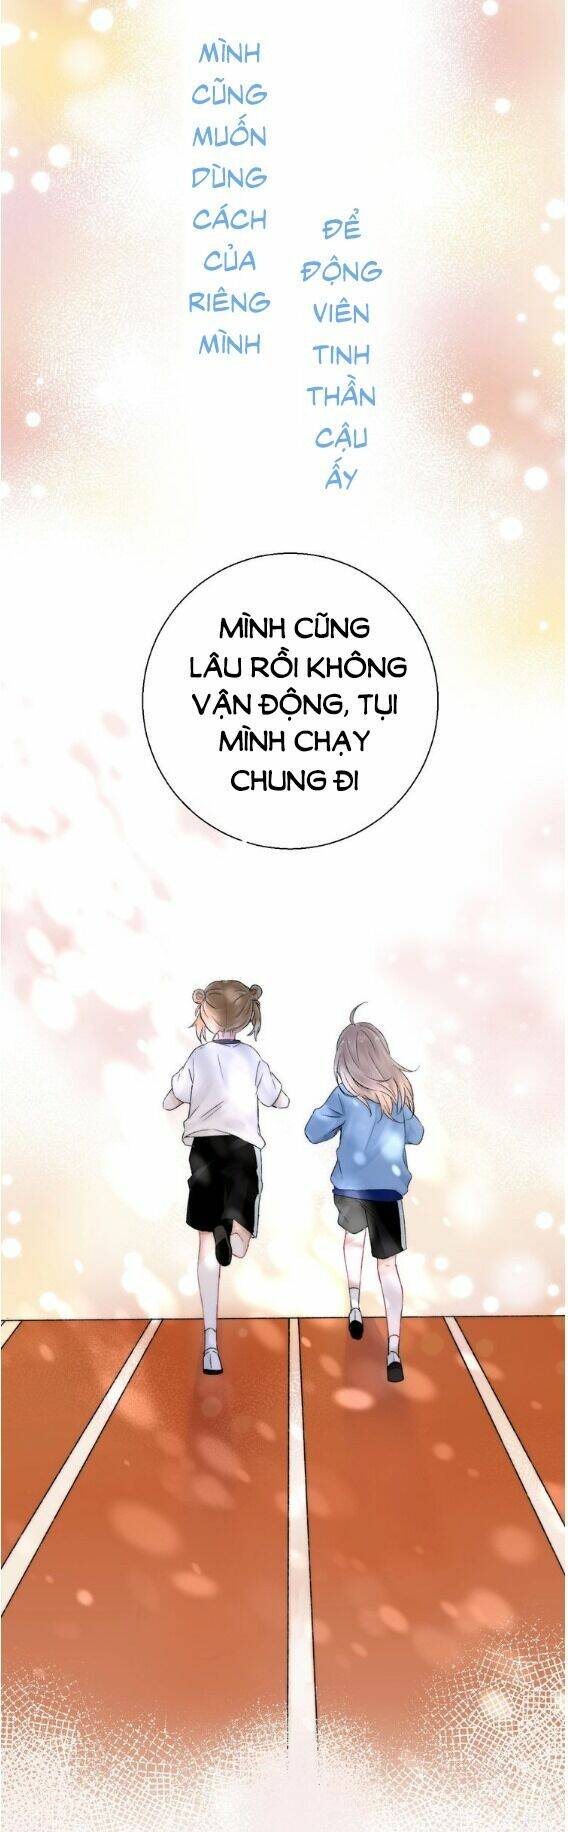 MÌNH
CŨNG
MUỐN
DÙNG
CÁCH
CỦA
RIÊNG
MÌNH
ĐỂ
ĐỘNG
VIÊN
TINH
THẦN
CẬU
ẤY
MÌNH CŨNG
LÂU RỒI KHÔNG
VẬN ĐỘNG, TỤI
MÌNH CHẠY
CHUNG ĐI